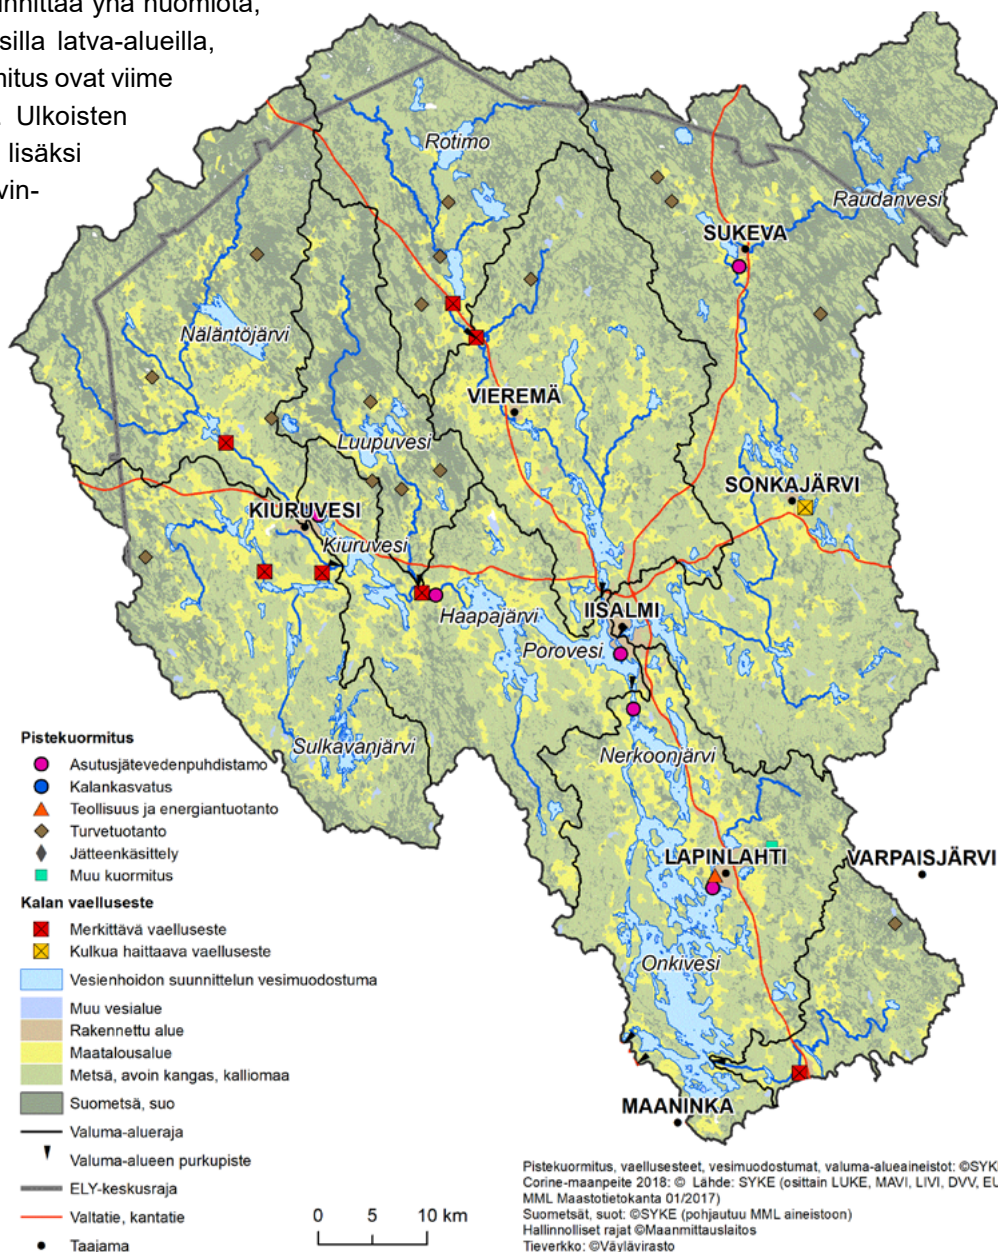 nnittää yhä huomiota,
silla latva-alueilla,
nitus ovat viime
Ulkoisten
lisäksi
vin-
Rotimo
Raudanvesi
SUKEVA
Näläntöjärvi
VIEREMÄ
Luupuvesi
SONKAJÄRVI
KIURUVESI
Kiuruvesi
IISALMI
Haapajärvi
Porovesi
Sulkavanjärvi
Nerkoonjärvi
LAPINLAHTI
VARPAISJÄRVI
Onkivesi
MAANINKA
Pistekuormitus
Asutusjätevedenpuhdistamo
Kalankasvatus
Teollisuus ja energiantuotanto
Turvetuotanto
Jätteenkäsittely
Muu kuormitus
Kalan vaelluseste
Merkittävä vaelluseste
Kulkua haittaava vaelluseste
Vesienhoidon suunnittelun vesimuodostuma
Muu vesialue
Rakennettu alue
Maatalousalue
Metsä, avoin kangas, kalliomaa
Suometsä, suo
Valuma-alueraja
Valuma-alueen purkupiste
ELY-keskusraja
Valtatie, kantatie
Taajama
0 5 10 km
Pistekuormitus, vaellusesteet, vesimuodostumat, valuma-alueaineistot: ©SYKE
Corine-maanpeite 2018: © Lähde: SYKE (osittain LUKE, MAVI, LIVI, DVV, EU
MML Maastotietokanta 01/2017)
Suometsät, suot: ©SYKE (pohjautuu MML aineistoon)
Hallinnolliset rajat ©Maanmittauslaitos
Tieverkko: ©Väylävirasto